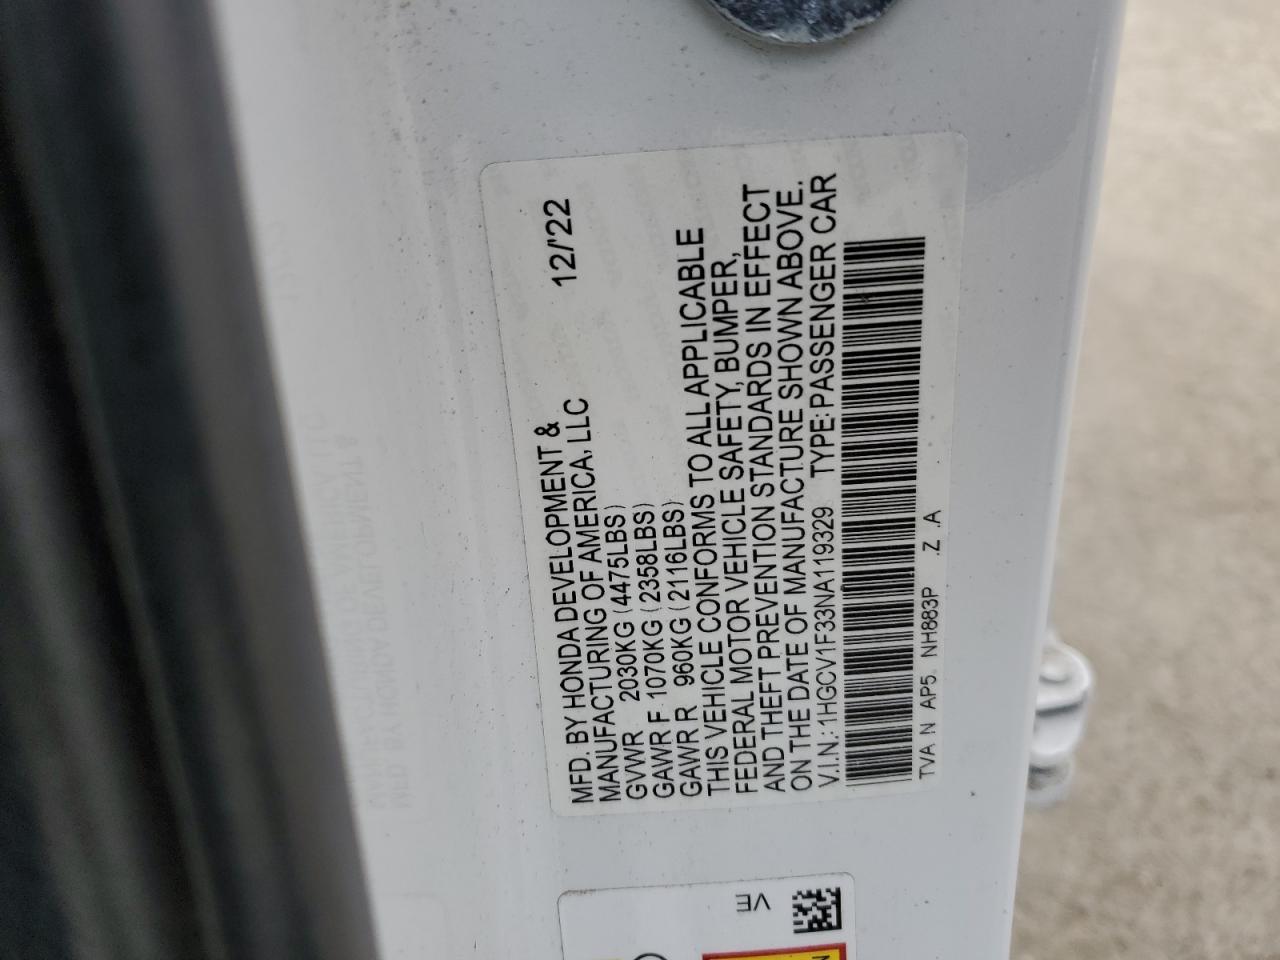 MFD. BY HONDA DEVELOPMENT &
MANUFACTURING OF AMERICA, LLC 12/'22
GVWR 2030KG (4475LBS)
GAWR F 1070KG (2358LBS)
GAWR R 960KG (2116LBS)
THIS VEHICLE CONFORMS TO ALL APPLICABLE
FEDERAL MOTOR VEHICLE SAFETY, BUMPER,
AND THEFT PREVENTION STANDARDS IN EFFECT
ON THE DATE OF MANUFACTURE SHOWN ABOVE.
V.I.N.: 1HGCV1F33NA119329 TYPE: PASSENGER CAR
TVA N AP5. NH883P .Z .A
VE